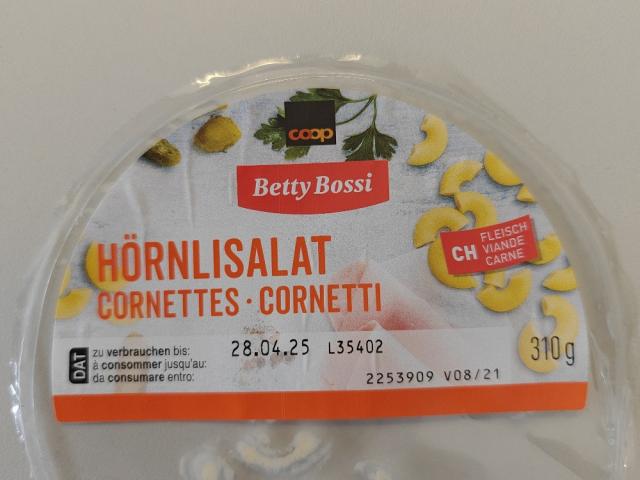 coop
Betty Bossi
HÖRNLISALAT
CORNETTES · CORNETTI
CH FLEISCH
VIANDE
CARNE
DAT
zu verbrauchen bis:
à consommer jusqu'au:
da consumare entro:
28.04.25 L35402
310 g
2253909 V08/21